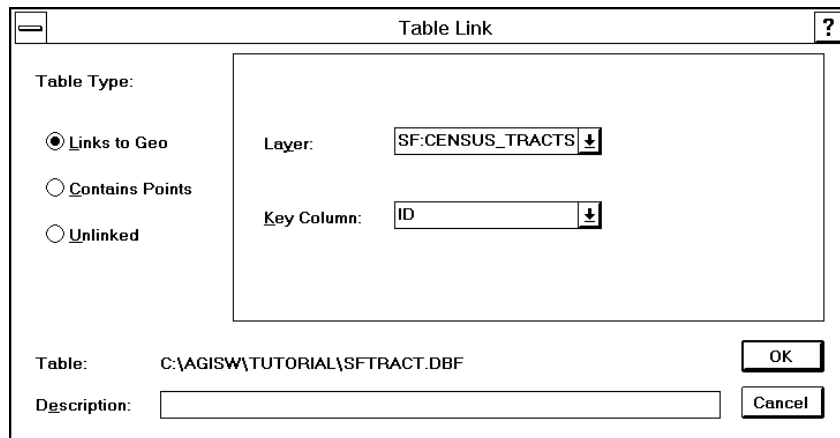 Table Link
?
Table Type:
Links to Geo
Contains Points
Unlinked
Layer: SF:CENSUS_TRACTS
Key Column: ID
Table: C:\AGISW\TUTORIAL\SFTRACT.DBF
OK
Description:
Cancel